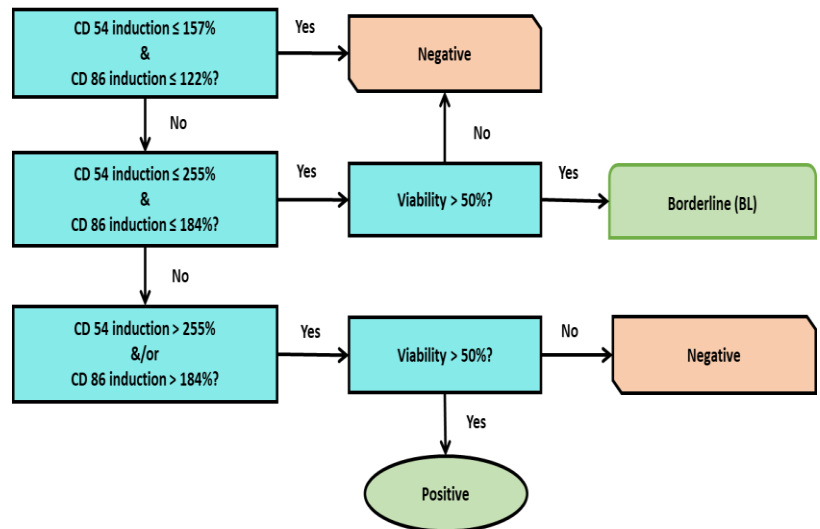 CD 54 induction ≤ 157%
&
CD 86 induction ≤ 122%?
Yes
Negative
No
No
CD 54 induction ≤ 255%
&
CD 86 induction ≤ 184%?
Yes
Viability > 50%?
Yes
Borderline (BL)
No
CD 54 induction > 255%
&/or
CD 86 induction > 184%?
Yes
Viability > 50%?
No
Negative
Yes
Positive